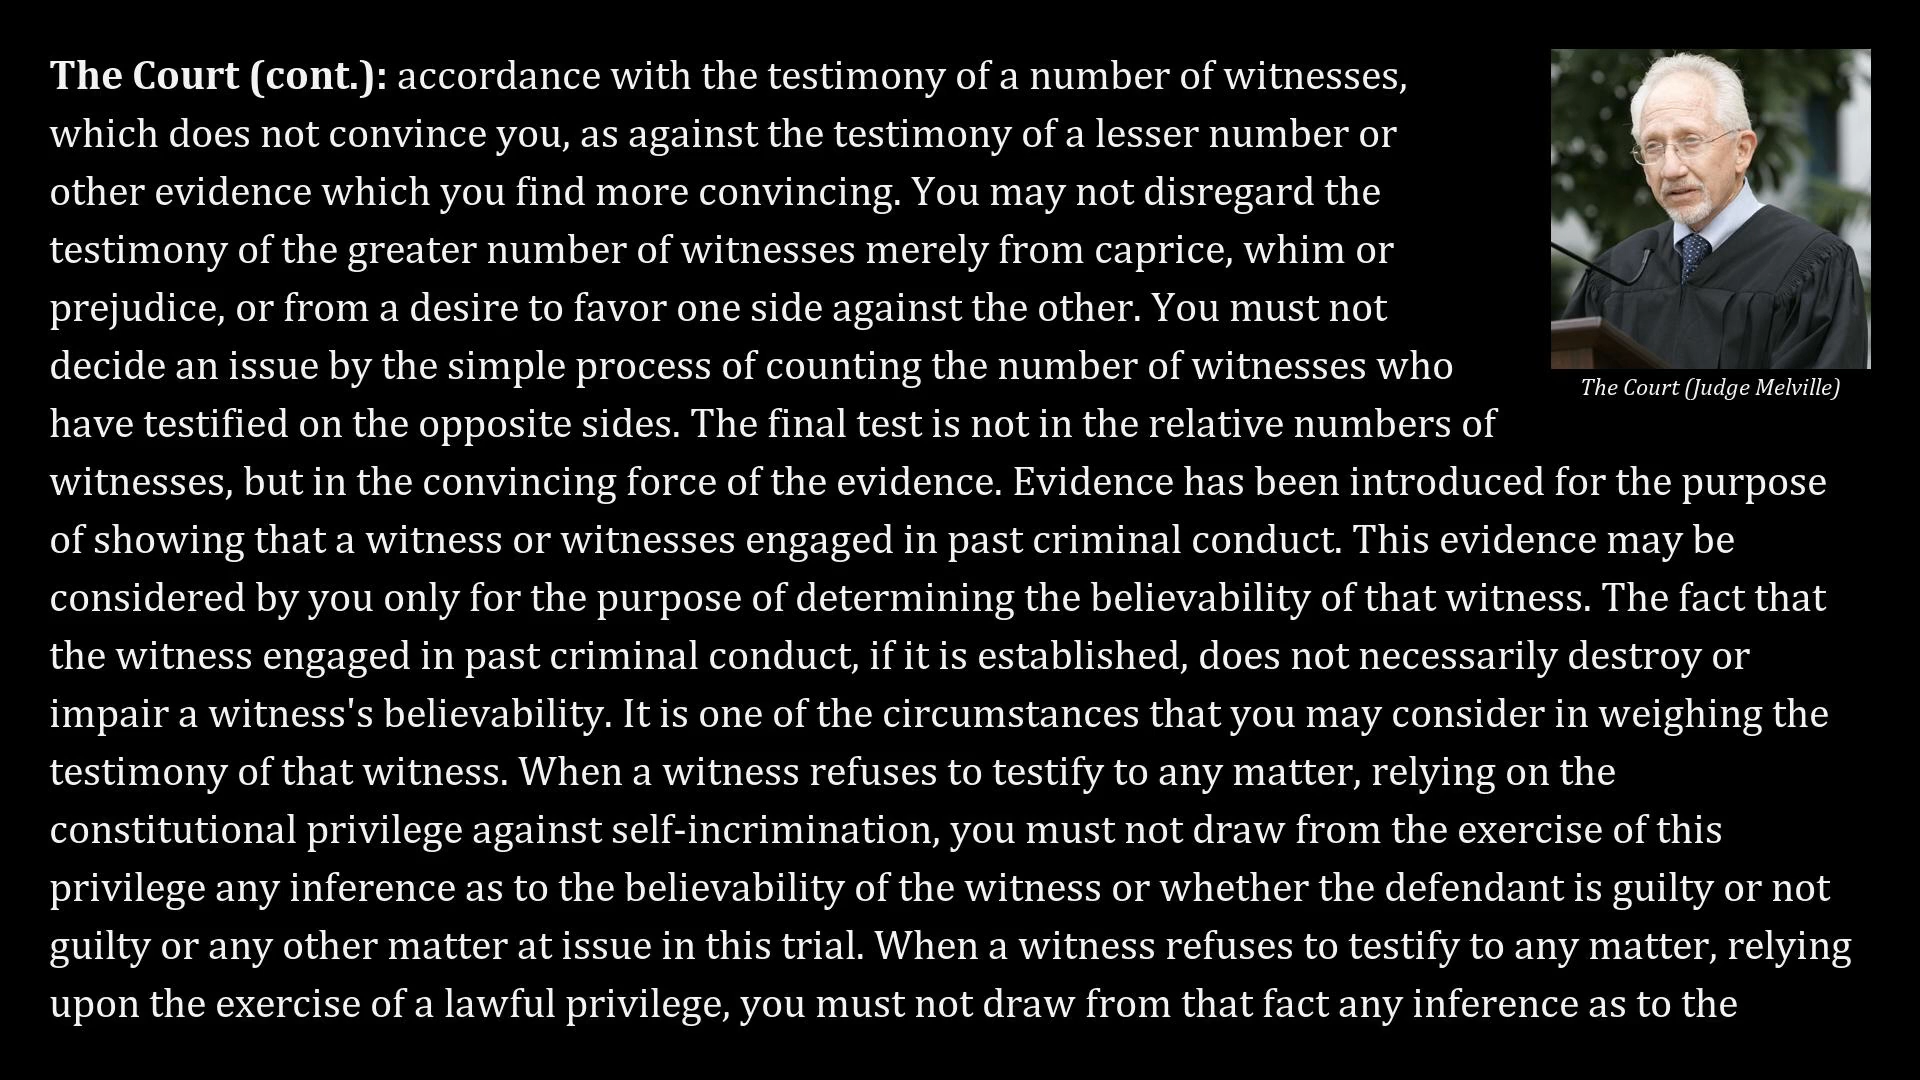 The Court (cont.): accordance with the testimony of a number of witnesses,
which does not convince you, as against the testimony of a lesser number or
other evidence which you find more convincing. You may not disregard the
testimony of the greater number of witnesses merely from caprice, whim or
prejudice, or from a desire to favor one side against the other. You must not
decide an issue by the simple process of counting the number of witnesses who
have testified on the opposite sides. The final test is not in the relative numbers of
witnesses, but in the convincing force of the evidence. Evidence has been introduced for the purpose
of showing that a witness or witnesses engaged in past criminal conduct. This evidence may be
considered by you only for the purpose of determining the believability of that witness. The fact that
the witness engaged in past criminal conduct, if it is established, does not necessarily destroy or
impair a witness's believability. It is one of the circumstances that you may consider in weighing the
testimony of that witness. When a witness refuses to testify to any matter, relying on the
constitutional privilege against self-incrimination, you must not draw from the exercise of this
privilege any inference as to the believability of the witness or whether the defendant is guilty or not
guilty or any other matter at issue in this trial. When a witness refuses to testify to any matter, relying
upon the exercise of a lawful privilege, you must not draw from that fact any inference as to the
The Court (Judge Melville)